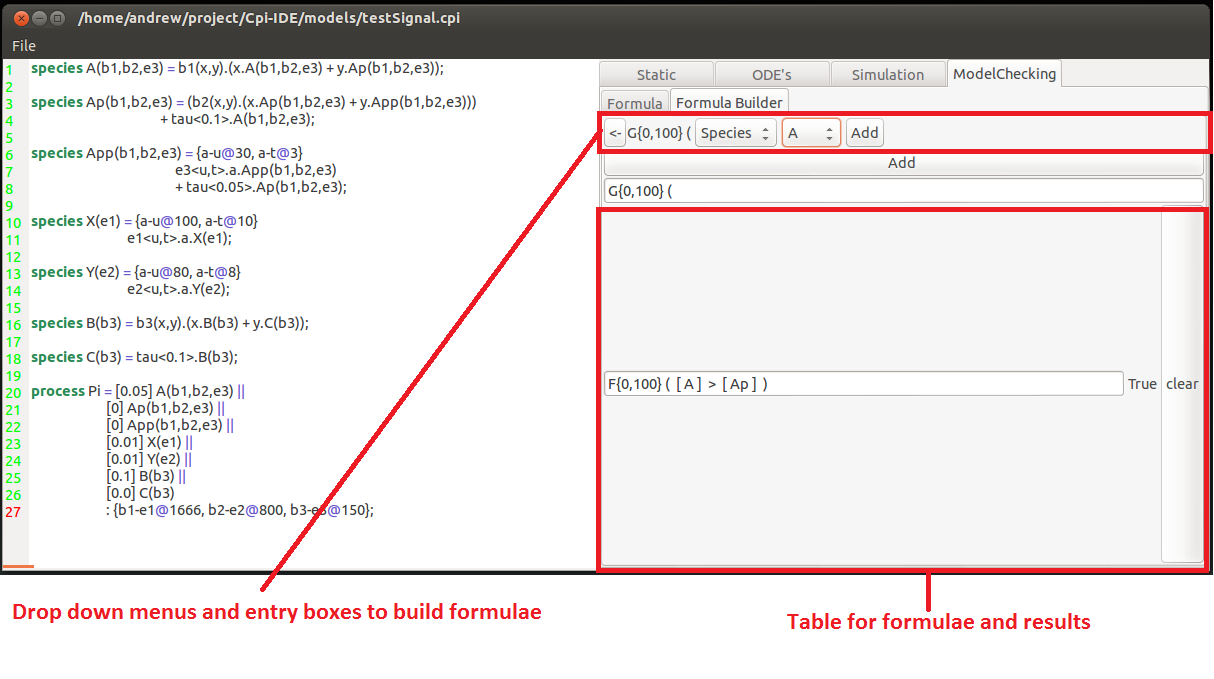 /home/andrew/project/Cpi-IDE/models/testSignal.cpi
File
1 species A(b1,b2,e3) = b1(x,y).(x.A(b1,b2,e3) + y.Ap(b1,b2,e3));
2
3 species Ap(b1,b2,e3) = (b2(x,y).(x.Ap(b1,b2,e3) + y.App(b1,b2,e3)))
4 + tau<0.1>.A(b1,b2,e3);
5
6 species App(b1,b2,e3) = {a-u@30, a-t@3}
7 e3<u,t>.a.App(b1,b2,e3)
8 + tau<0.05>.Ap(b1,b2,e3);
9
10 species X(e1) = {a-u@100, a-t@10}
11 e1<u,t>.a.X(e1);
12
13 species Y(e2) = {a-u@80, a-t@8}
14 e2<u,t>.a.Y(e2);
15
16 species B(b3) = b3(x,y).(x.B(b3) + y.C(b3));
17
18 species C(b3) = tau<0.1>.B(b3);
19
20 process Pi = [0.05] A(b1,b2,e3) ||
21 [0] Ap(b1,b2,e3) ||
22 [0] App(b1,b2,e3) ||
23 [0.01] X(e1) ||
24 [0.01] Y(e2) ||
25 [0.1] B(b3) ||
26 [0.0] C(b3)
27 : {b1-e1@1666, b2-e2@800, b3-e3@150};
Static ODE's Simulation ModelChecking
Formula Formula Builder
<- G{0,100} ( Species A Add
Add
G{0,100} (
F{0,100} ( [ A ] > [ Ap ] ) True clear
Drop down menus and entry boxes to build formulae
Table for formulae and results